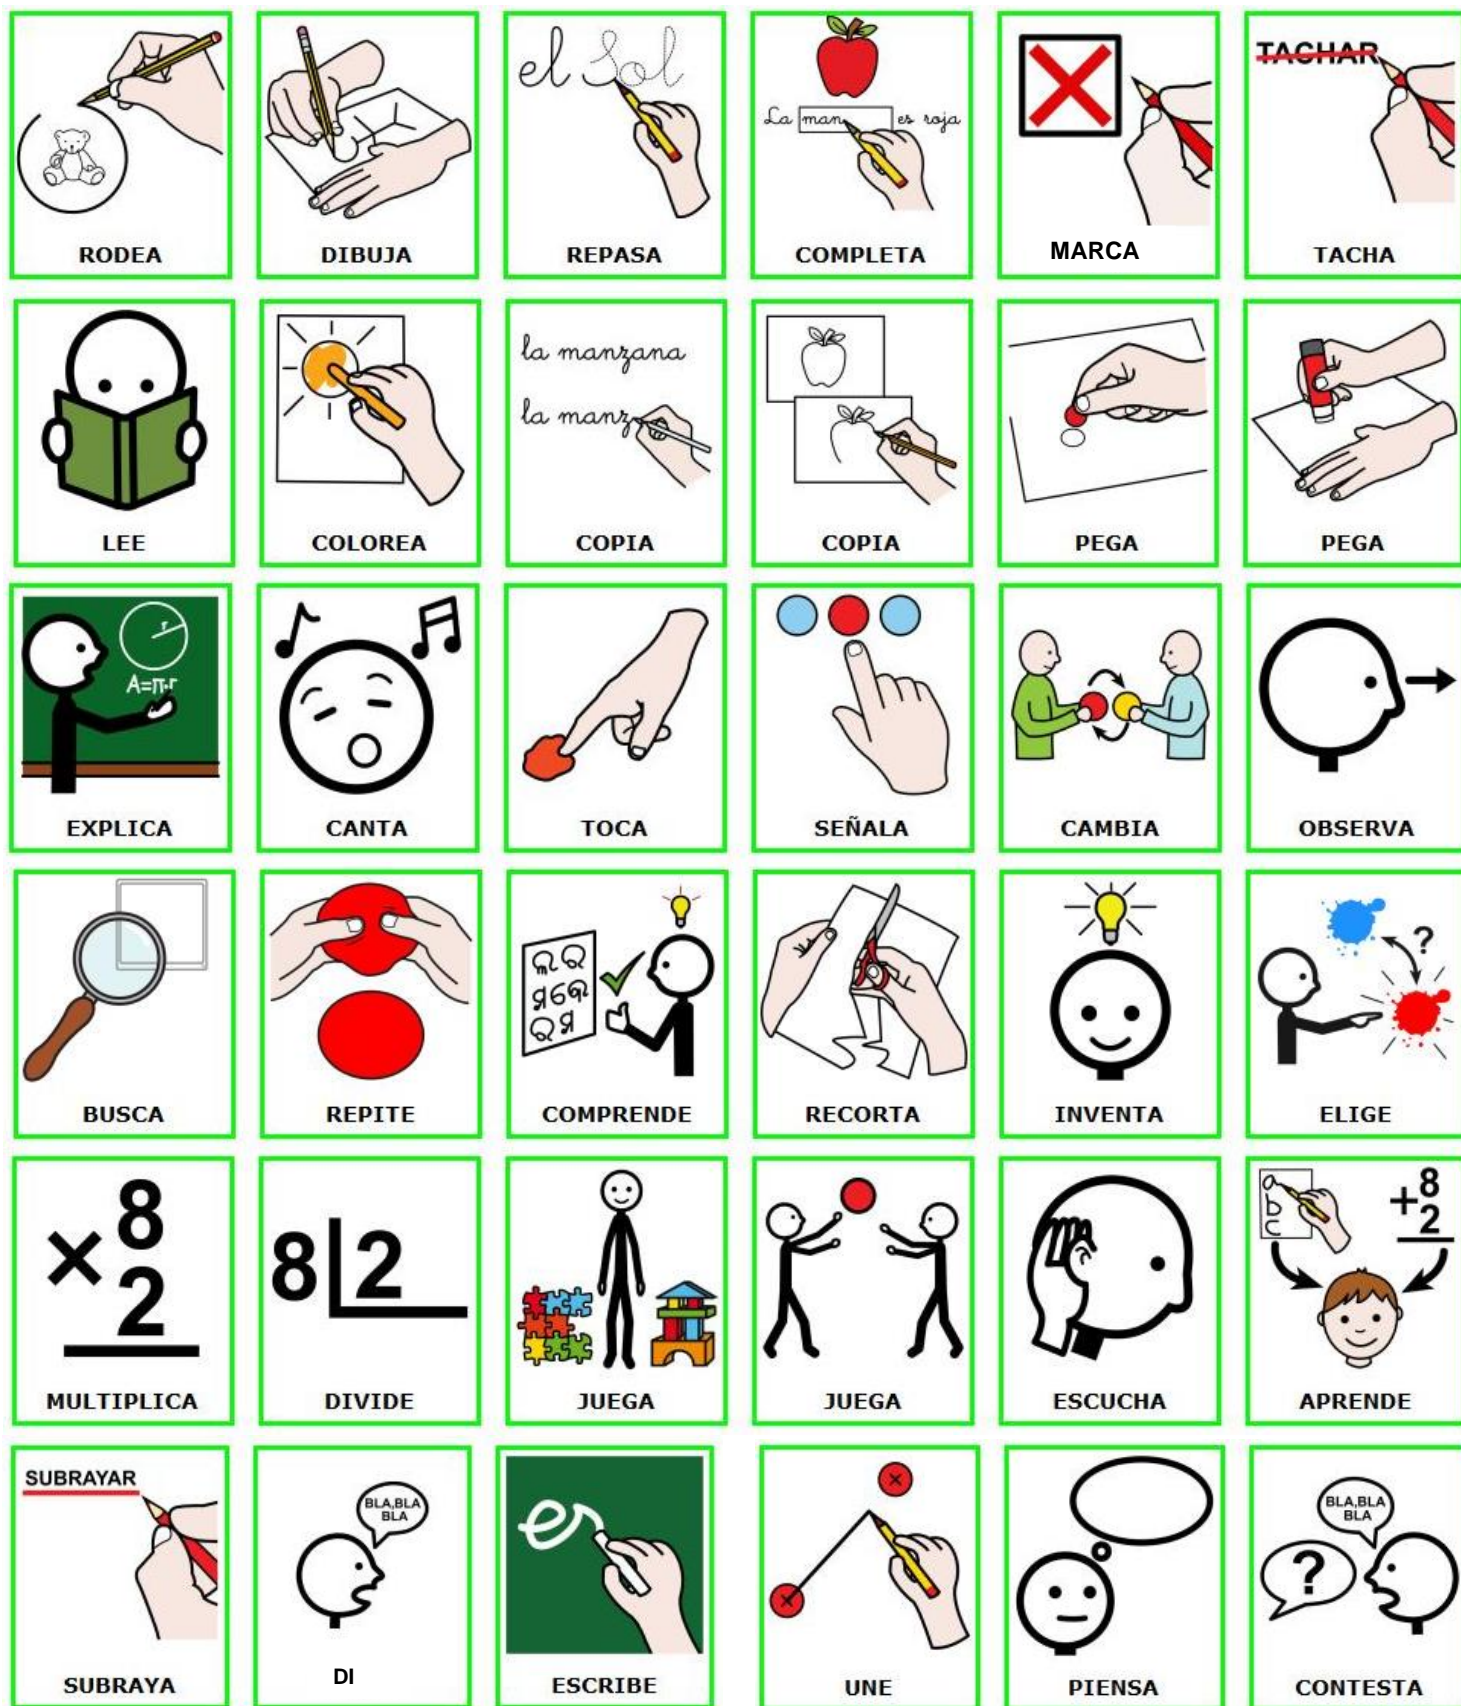 el Sol
La man es roja
TACHAR
RODEA
DIBUJA
REPASA
COMPLETA
MARCA
TACHA
la manzana
la manz
LEE
COLOREA
COPIA
COPIA
PEGA
PEGA
r
A=π·r
EXPLICA
CANTA
TOCA
SEÑALA
CAMBIA
OBSERVA
?
BUSCA
REPITE
COMPRENDE
RECORTA
INVENTA
ELIGE
×8
2
8 2
a
b
c
+8
2
MULTIPLICA
DIVIDE
JUEGA
JUEGA
ESCUCHA
APRENDE
SUBRAYAR
BLA,BLA
BLA
er
BLA,BLA
BLA
?
SUBRAYA
DI
ESCRIBE
UNE
PIENSA
CONTESTA